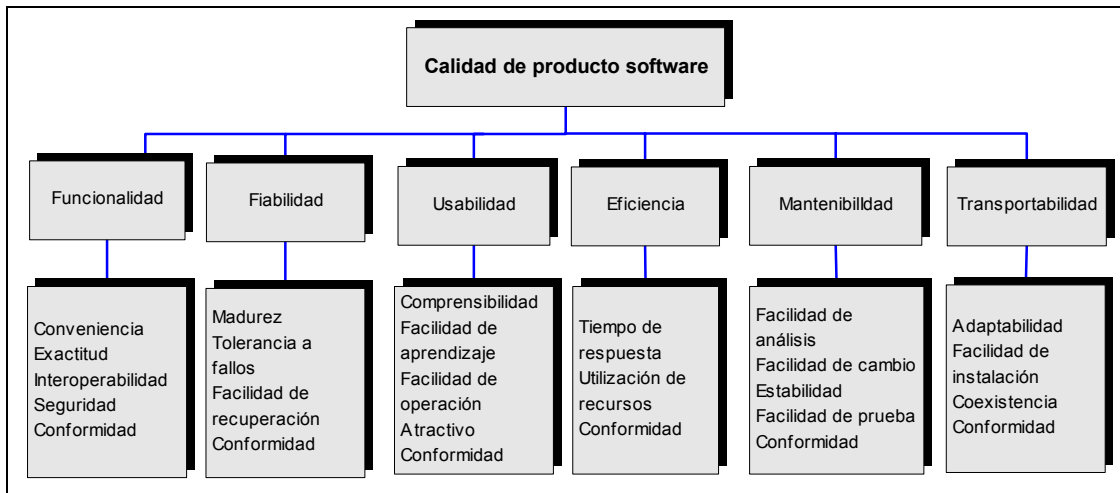 Calidad de producto software
Funcionalidad
Fiabilidad
Usabilidad
Eficiencia
Mantenibilidad
Transportabilidad
Conveniencia
Exactitud
Interoperabilidad
Seguridad
Conformidad
Madurez
Tolerancia a
fallos
Facilidad de
recuperación
Conformidad
Comprensibilidad
Facilidad de
aprendizaje
Facilidad de
operación
Atractivo
Conformidad
Tiempo de
respuesta
Utilización de
recursos
Conformidad
Facilidad de
análisis
Facilidad de cambio
Estabilidad
Facilidad de prueba
Conformidad
Adaptabilidad
Facilidad de
instalación
Coexistencia
Conformidad